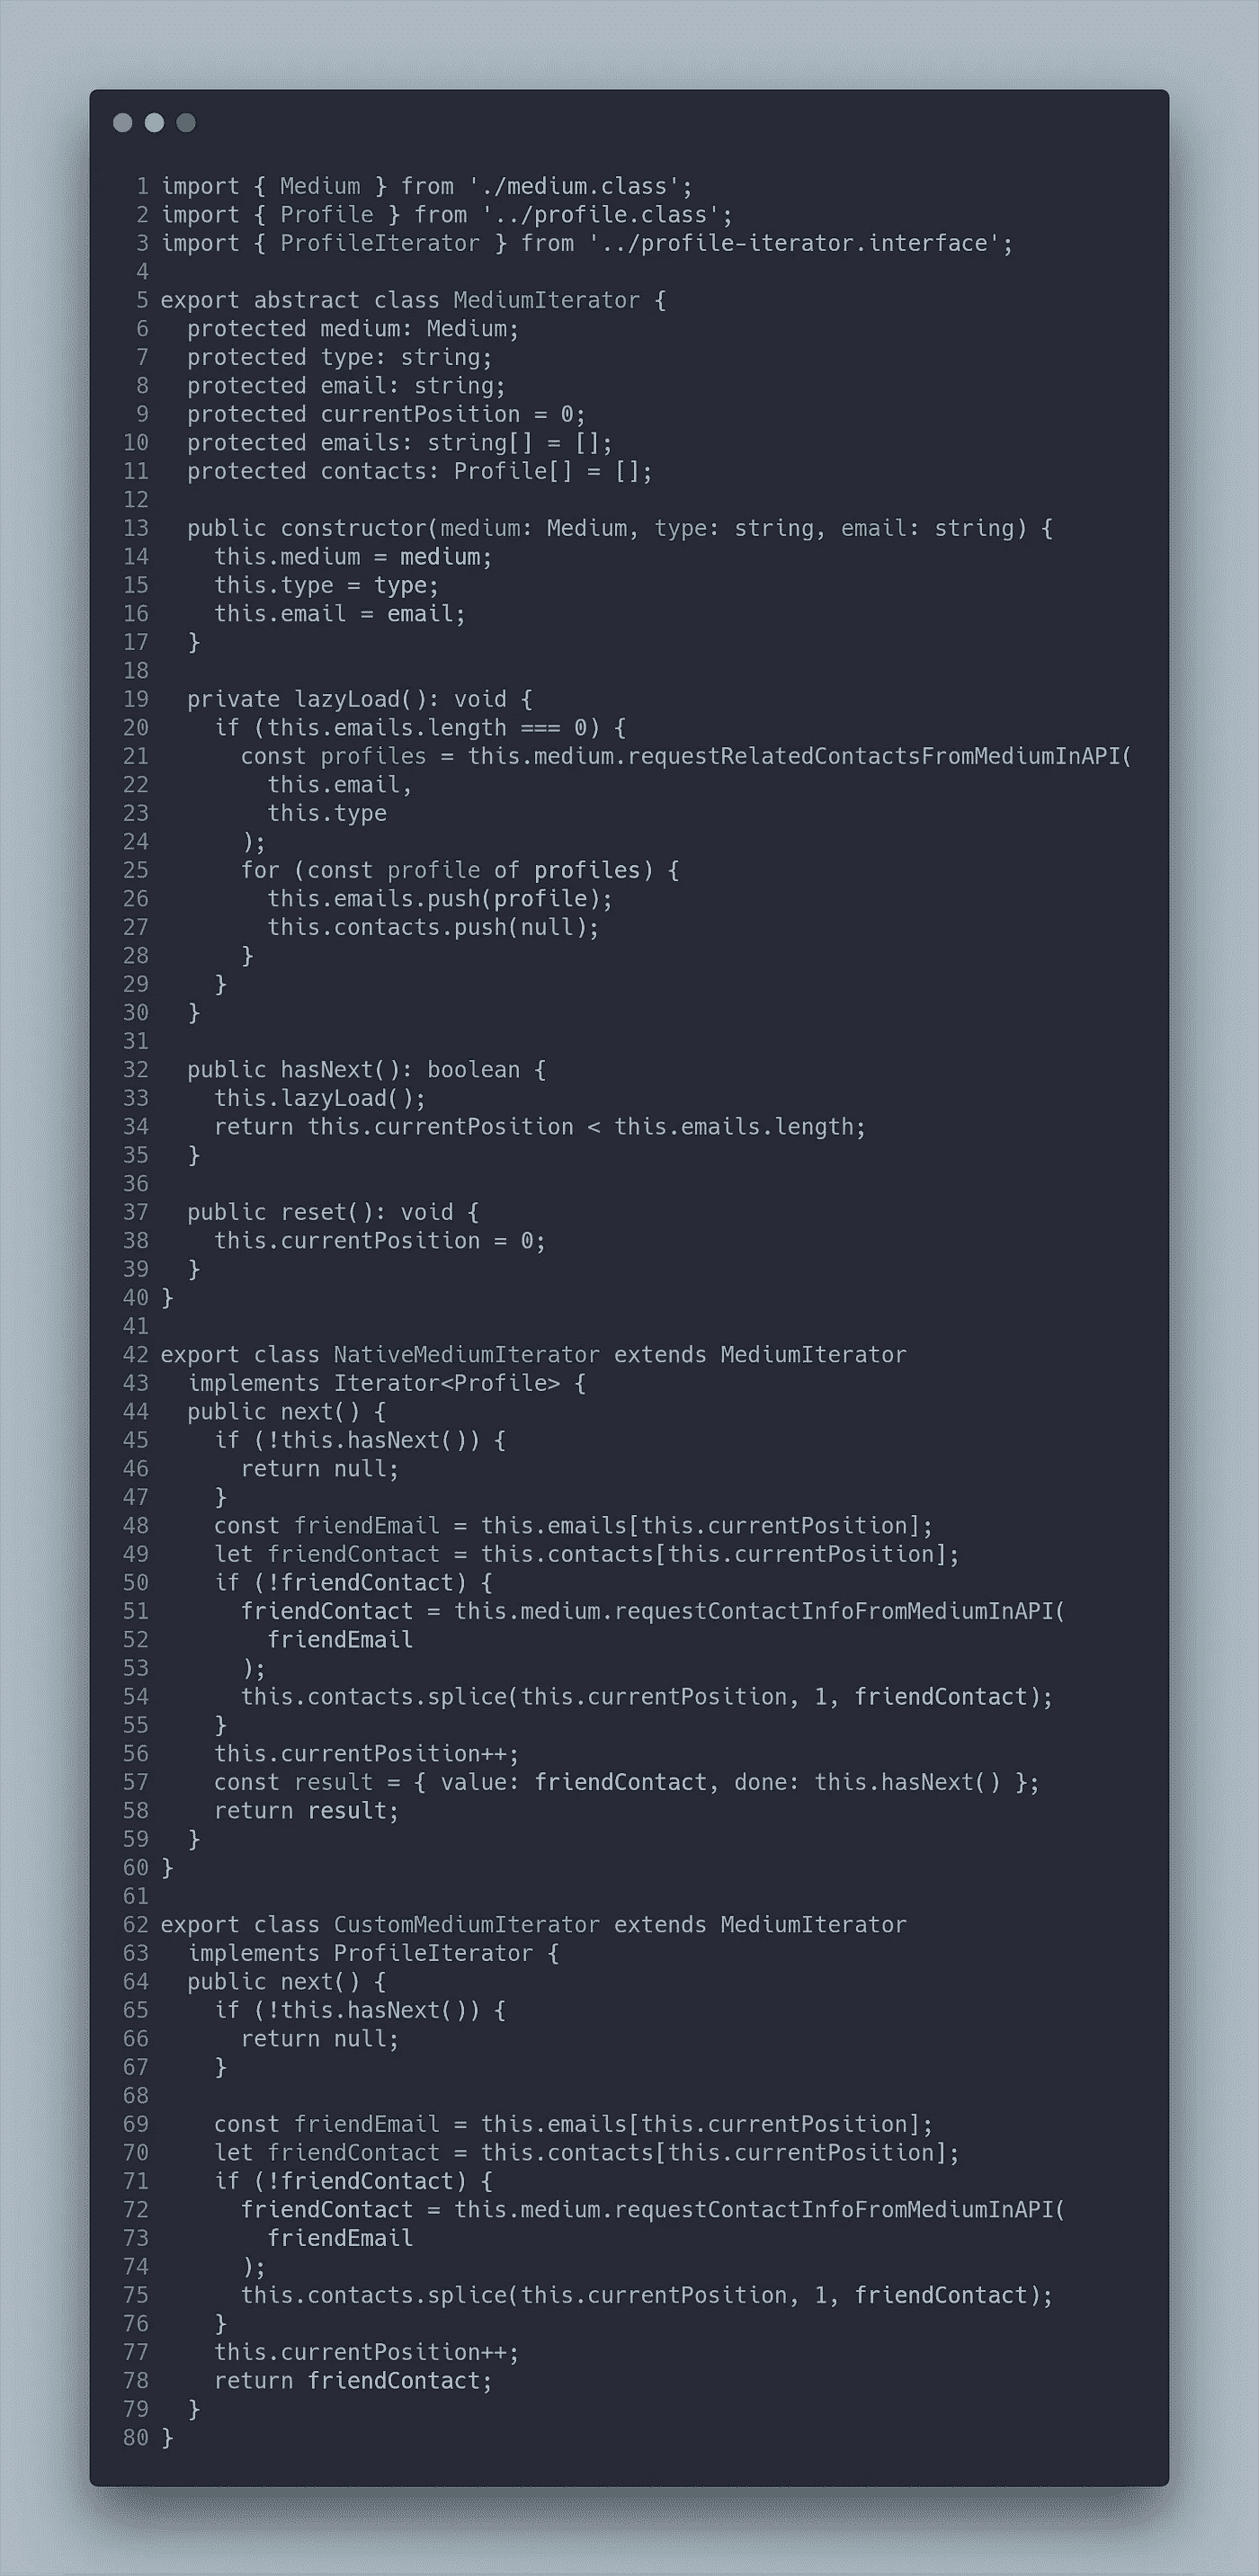 1 import { Medium } from './medium.class';
2 import { Profile } from '../profile.class';
3 import { ProfileIterator } from '../profile-iterator.interface';
4
5 export abstract class MediumIterator {
6   protected medium: Medium;
7   protected type: string;
8   protected email: string;
9   protected currentPosition = 0;
10   protected emails: string[] = [];
11   protected contacts: Profile[] = [];
12
13   public constructor(medium: Medium, type: string, email: string) {
14     this.medium = medium;
15     this.type = type;
16     this.email = email;
17   }
18
19   private lazyLoad(): void {
20     if (this.emails.length === 0) {
21       const profiles = this.medium.requestRelatedContactsFromMediumInAPI(
22         this.email,
23         this.type
24       );
25       for (const profile of profiles) {
26         this.emails.push(profile);
27         this.contacts.push(null);
28       }
29     }
30   }
31
32   public hasNext(): boolean {
33     this.lazyLoad();
34     return this.currentPosition < this.emails.length;
35   }
36
37   public reset(): void {
38     this.currentPosition = 0;
39   }
40 }
41
42 export class NativeMediumIterator extends MediumIterator
43   implements Iterator<Profile> {
44   public next() {
45     if (!this.hasNext()) {
46       return null;
47     }
48     const friendEmail = this.emails[this.currentPosition];
49     let friendContact = this.contacts[this.currentPosition];
50     if (!friendContact) {
51       friendContact = this.medium.requestContactInfoFromMediumInAPI(
52         friendEmail
53       );
54       this.contacts.splice(this.currentPosition, 1, friendContact);
55     }
56     this.currentPosition++;
57     const result = { value: friendContact, done: this.hasNext() };
58     return result;
59   }
60 }
61
62 export class CustomMediumIterator extends MediumIterator
63   implements ProfileIterator {
64   public next() {
65     if (!this.hasNext()) {
66       return null;
67     }
68
69     const friendEmail = this.emails[this.currentPosition];
70     let friendContact = this.contacts[this.currentPosition];
71     if (!friendContact) {
72       friendContact = this.medium.requestContactInfoFromMediumInAPI(
73         friendEmail
74       );
75       this.contacts.splice(this.currentPosition, 1, friendContact);
76     }
77     this.currentPosition++;
78     return friendContact;
79   }
80 }